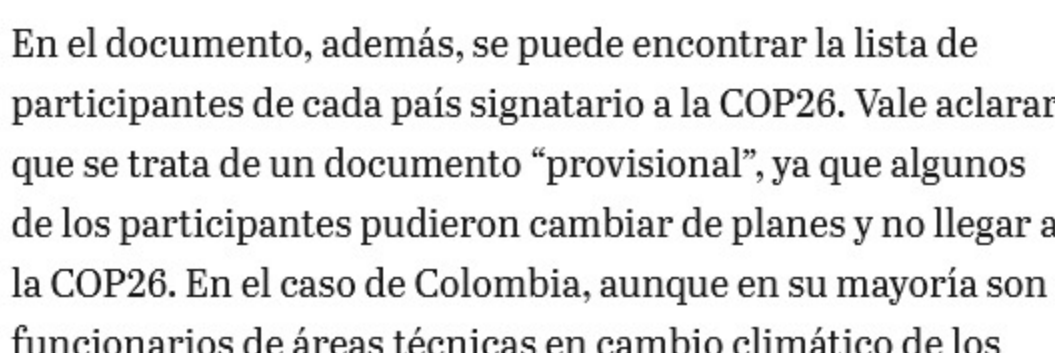 En el documento, además, se puede encontrar la lista de
participantes de cada país signatario a la COP26. Vale aclarar
que se trata de un documento “provisional”, ya que algunos
de los participantes pudieron cambiar de planes y no llegar a
la COP26. En el caso de Colombia, aunque en su mayoría son
funcionarios de áreas técnicas en cambio climático de los